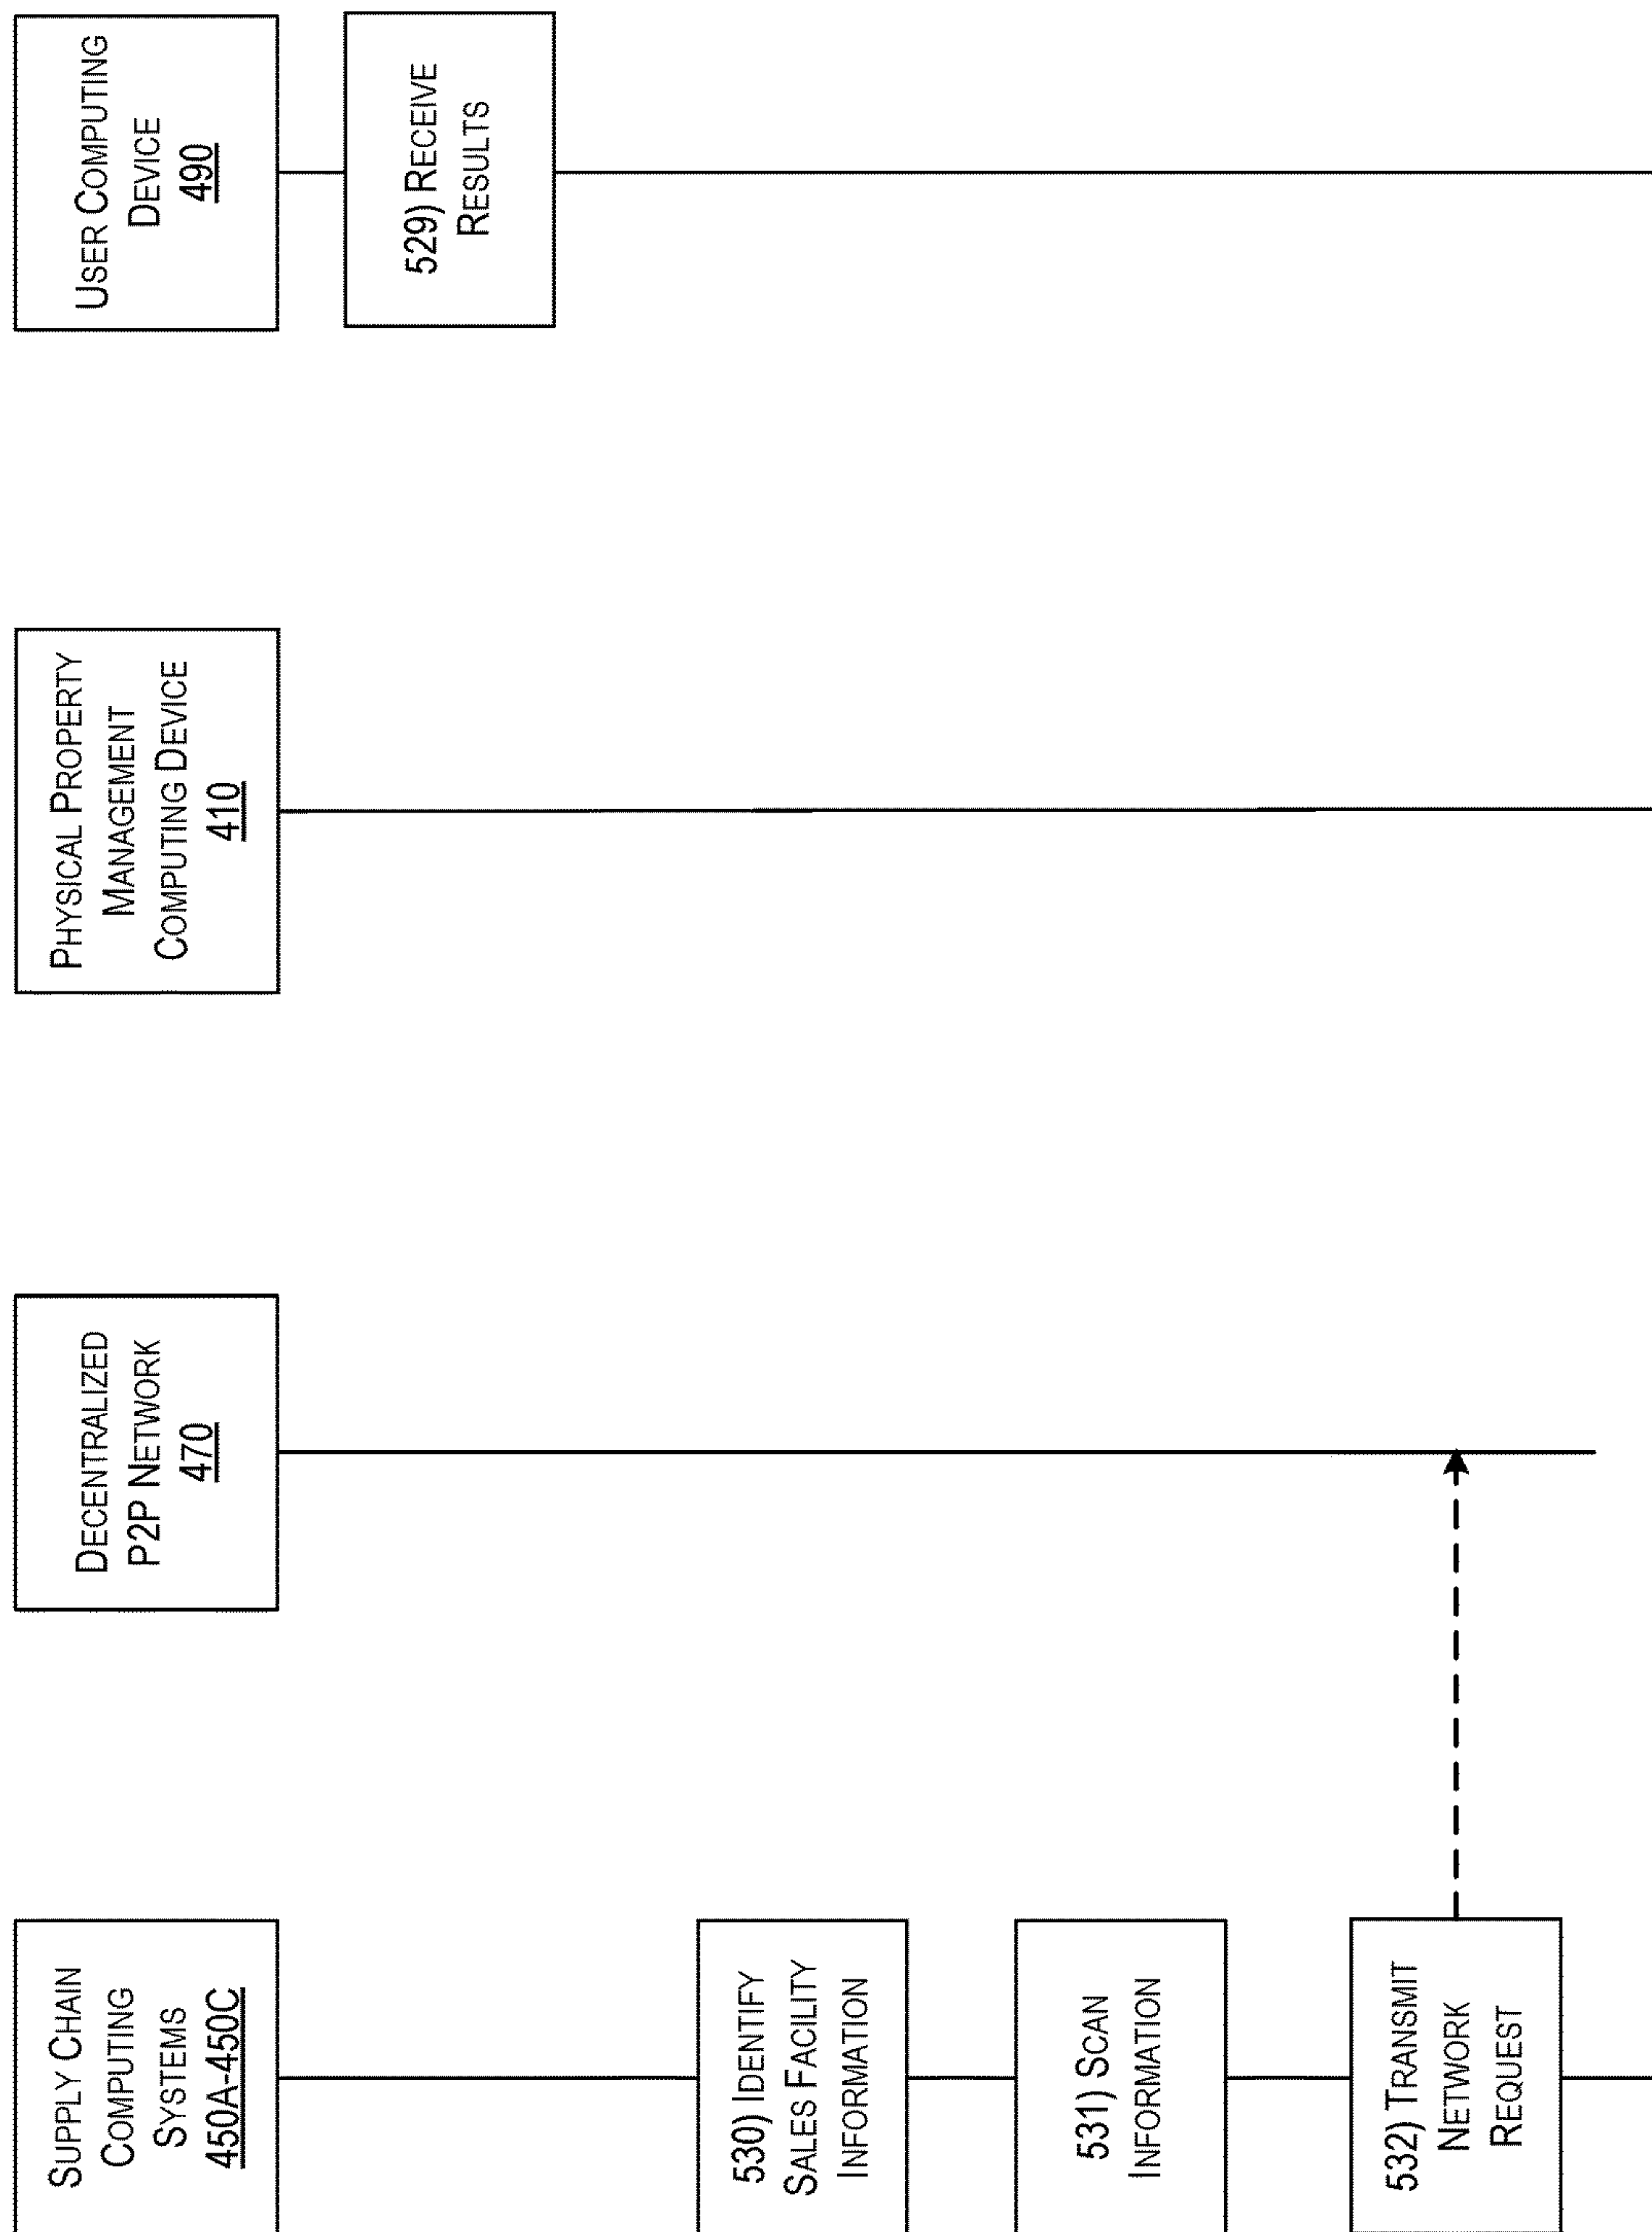 SUPPLY CHAIN
COMPUTING
SYSTEMS
450A-450C
DECENTRALIZED
P2P NETWORK
470
PHYSICAL PROPERTY
MANAGEMENT
COMPUTING DEVICE
410
USER COMPUTING
DEVICE
490
529) RECEIVE
RESULTS
530) IDENTIFY
SALES FACILITY
INFORMATION
531) SCAN
INFORMATION
532) TRANSMIT
NETWORK
REQUEST